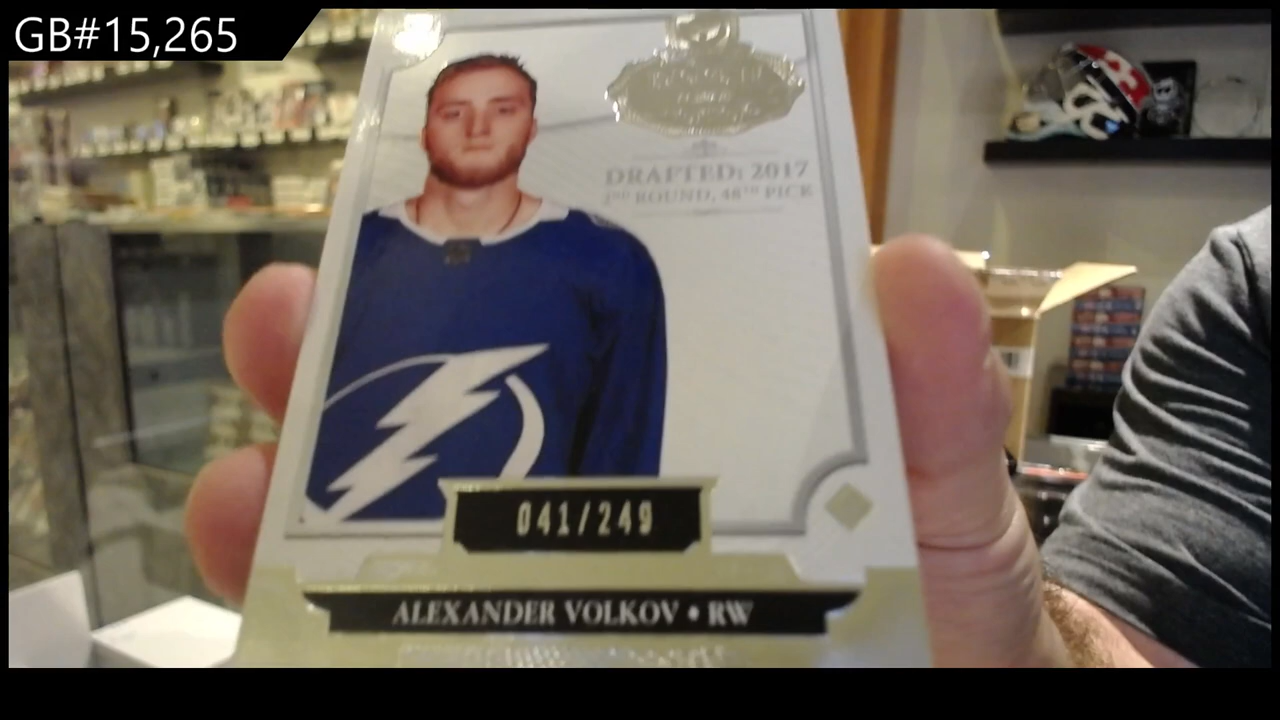 GB#15,265
DRAFTED: 2017
2ND ROUND, 48TH PICK
041/249
ALEXANDER VOLKOV • RW